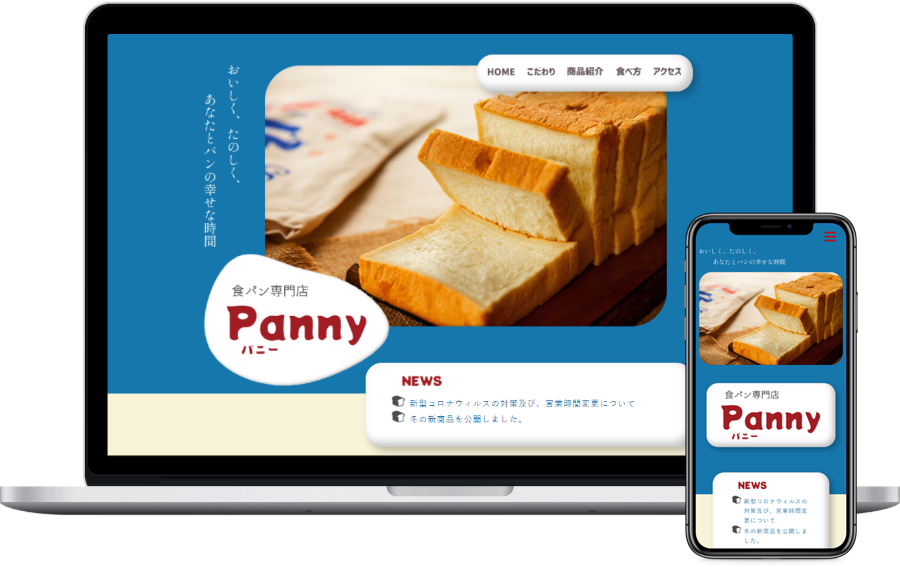 HOME こだわり 商品紹介 食べ方 アクセス
おいしく、たのしく、
あなたとパンの幸せな時間
食パン専門店
Panny
パニー
NEWS
新型コロナウィルスの対策及び、営業時間変更について
冬の新商品を公開しました。
おいしく、たのしく、
あなたとパンの幸せな時間
食パン専門店
Panny
パニー
NEWS
新型コロナウィルスの
対策及び、営業時間変
更について
冬の新商品を公開しま
した。